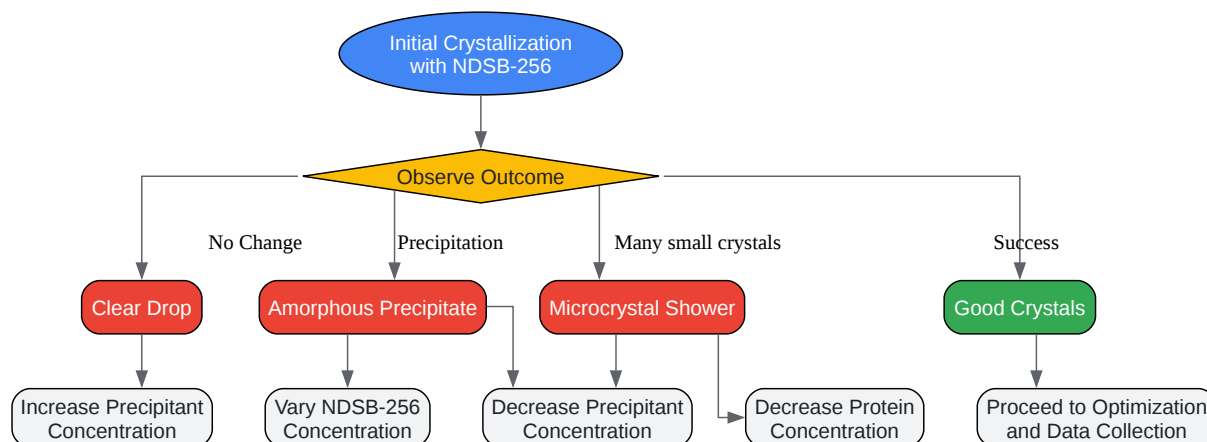 Initial Crystallization
with NDSB-256
Observe Outcome
No Change
Precipitation
Many small crystals
Success
Clear Drop
Amorphous Precipitate
Microcrystal Shower
Good Crystals
Increase Precipitant
Concentration
Vary NDSB-256
Concentration
Decrease Precipitant
Concentration
Decrease Protein
Concentration
Proceed to Optimization
and Data Collection